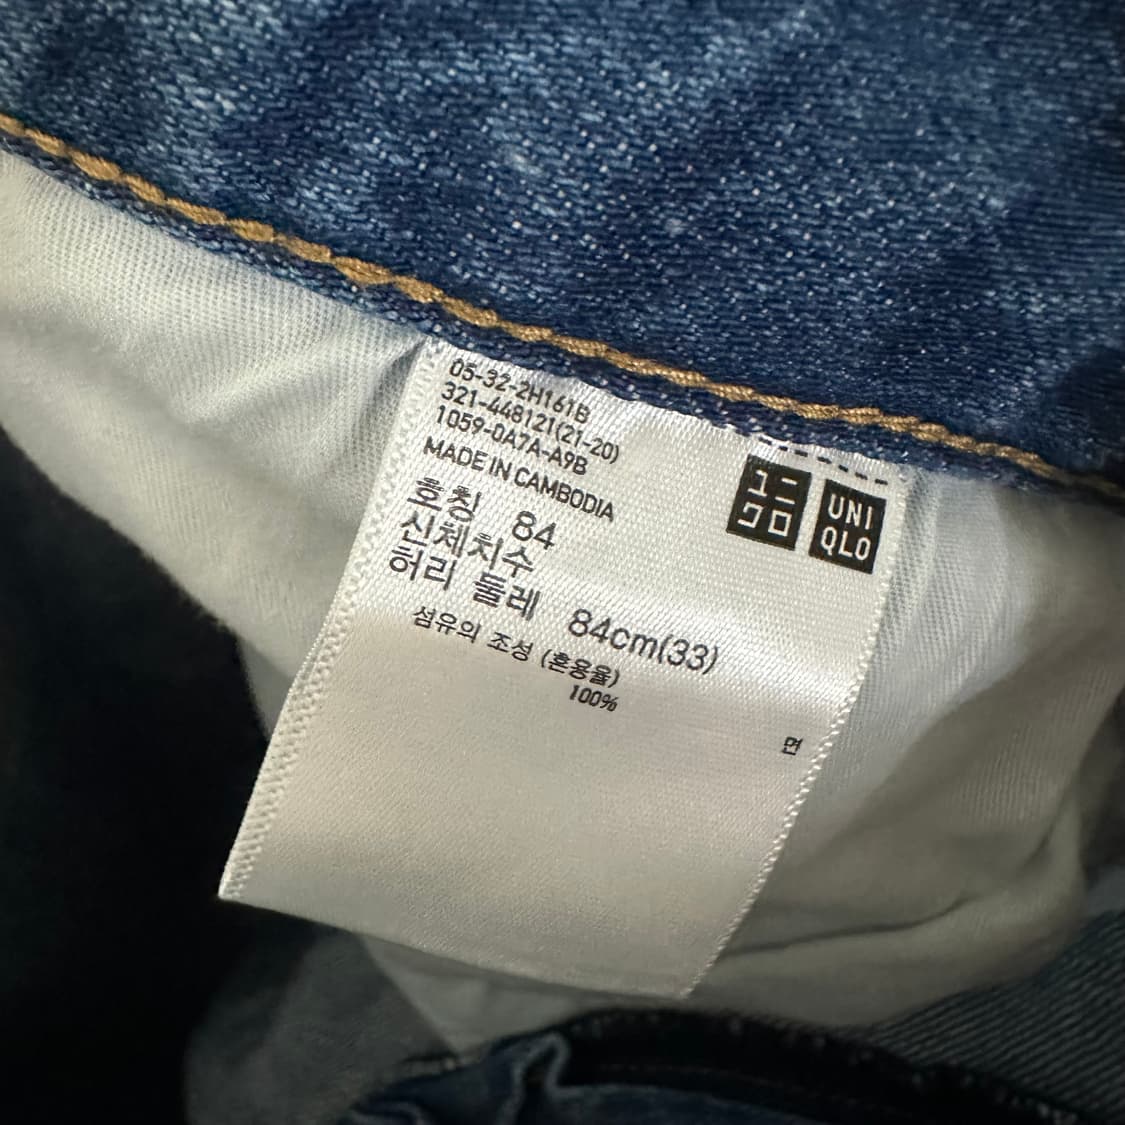 05-32-2H161B
321-448121(21-20)
1059-0A7A-A9B
MADE IN CAMBODIA
ユニ
クロ
UNI
QLO
호칭 84
신체치수
허리 둘레 84cm(33)
섬유의 조성 (혼용율)
100%
면